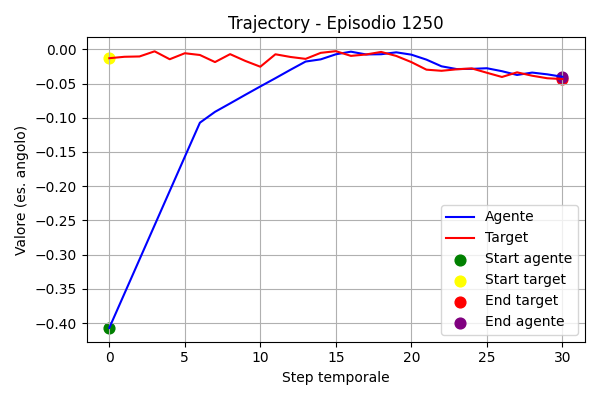 Trajectory - Episodio 1250
Valore (es. angolo)
0.00
−0.05
−0.10
−0.15
−0.20
−0.25
−0.30
−0.35
−0.40
Agente
Target
Start agente
Start target
End target
End agente
0 5 10 15 20 25 30
Step temporale